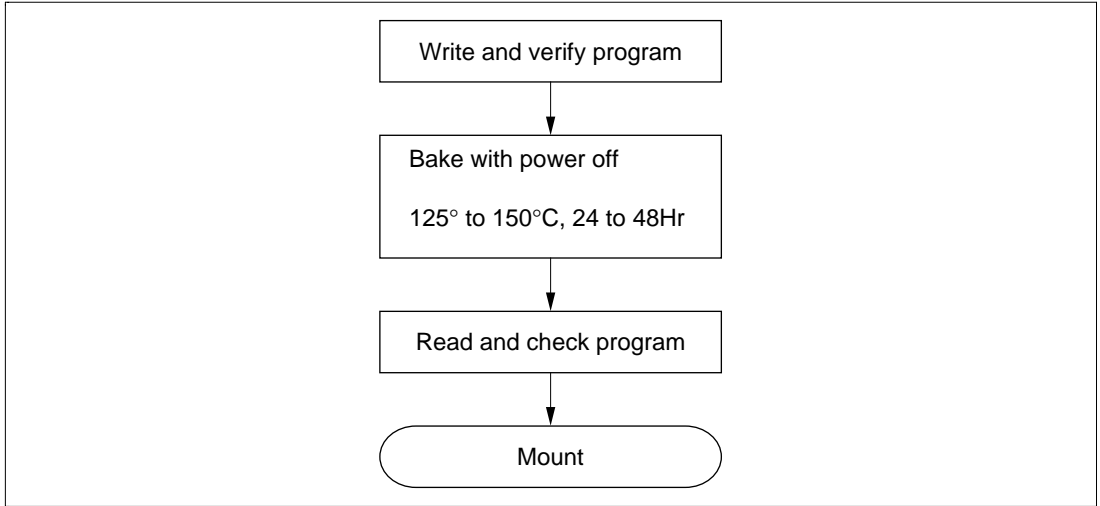 Write and verify program
Bake with power off
125° to 150°C, 24 to 48Hr
Read and check program
Mount